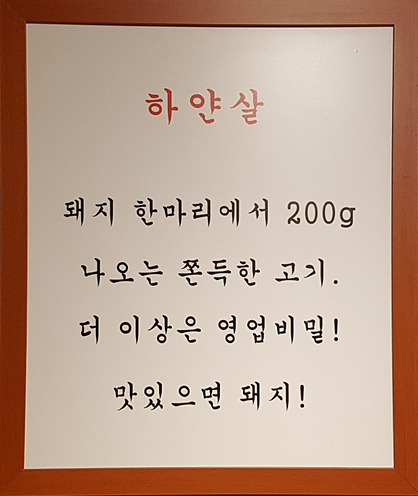 하얀살
돼지 한마리에서 200g
나오는 쫀득한 고기.
더 이상은 영업비밀!
맛있으면 돼지!